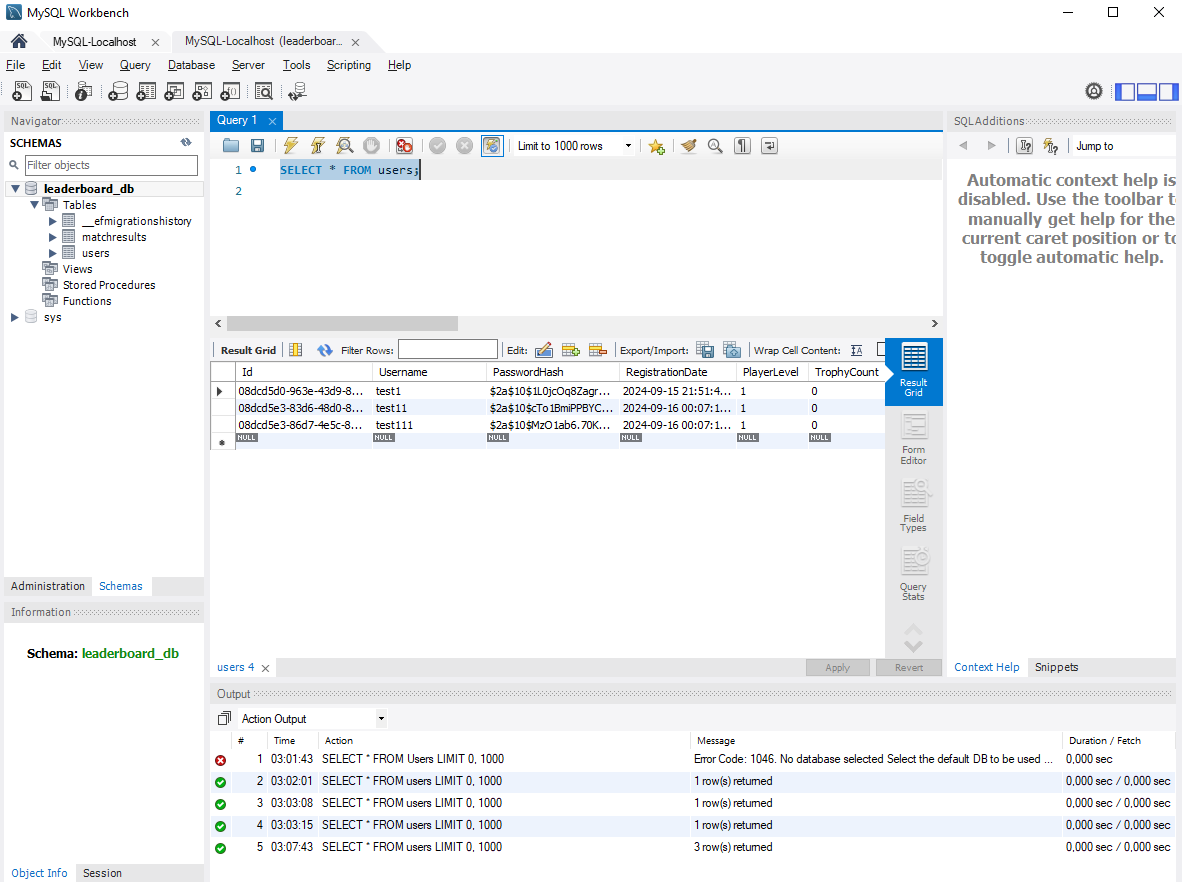 MySQL Workbench
MySQL-Localhost
MySQL-Localhost (leaderboar...
File Edit View Query Database Server Tools Scripting Help
Navigator
SCHEMAS
Filter objects
leaderboard_db
Tables
__efmigrationshistory
matchresults
users
Views
Stored Procedures
Functions
sys
Administration Schemas
Information
Schema: leaderboard_db
Object Info Session
Query 1
Limit to 1000 rows
1 SELECT * FROM users;
2
Result Grid Filter Rows: Edit: Export/Import: Wrap Cell Content:
Id Username PasswordHash RegistrationDate PlayerLevel TrophyCount
08dcd5d0-963e-43d9-8... test1 $2a$10$1L0jcOq8Zagr... 2024-09-15 21:51:4... 1 0
08dcd5e3-83d6-48d0-8... test11 $2a$10$cTo1BmiPPBYC... 2024-09-16 00:07:1... 1 0
08dcd5e3-86d7-4e5c-8... test111 $2a$10$MzO1ab6.70K... 2024-09-16 00:07:1... 1 0
NULL NULL NULL NULL NULL NULL
Result
Grid
Form
Editor
Field
Types
Query
Stats
users 4
Apply Revert
SQLAdditions
Jump to
Automatic context help is
disabled. Use the toolbar
manually get help for the
current caret position or
toggle automatic help.
Context Help Snippets
Output
Action Output
# Time Action Message Duration / Fetch
1 03:01:43 SELECT * FROM Users LIMIT 0, 1000 Error Code: 1046. No database selected Select the default DB to be used ... 0,000 sec
2 03:02:01 SELECT * FROM users LIMIT 0, 1000 1 row(s) returned 0,000 sec / 0,000 sec
3 03:03:08 SELECT * FROM users LIMIT 0, 1000 1 row(s) returned 0,000 sec / 0,000 sec
4 03:03:15 SELECT * FROM users LIMIT 0, 1000 1 row(s) returned 0,000 sec / 0,000 sec
5 03:07:43 SELECT * FROM users LIMIT 0, 1000 3 row(s) returned 0,000 sec / 0,000 sec